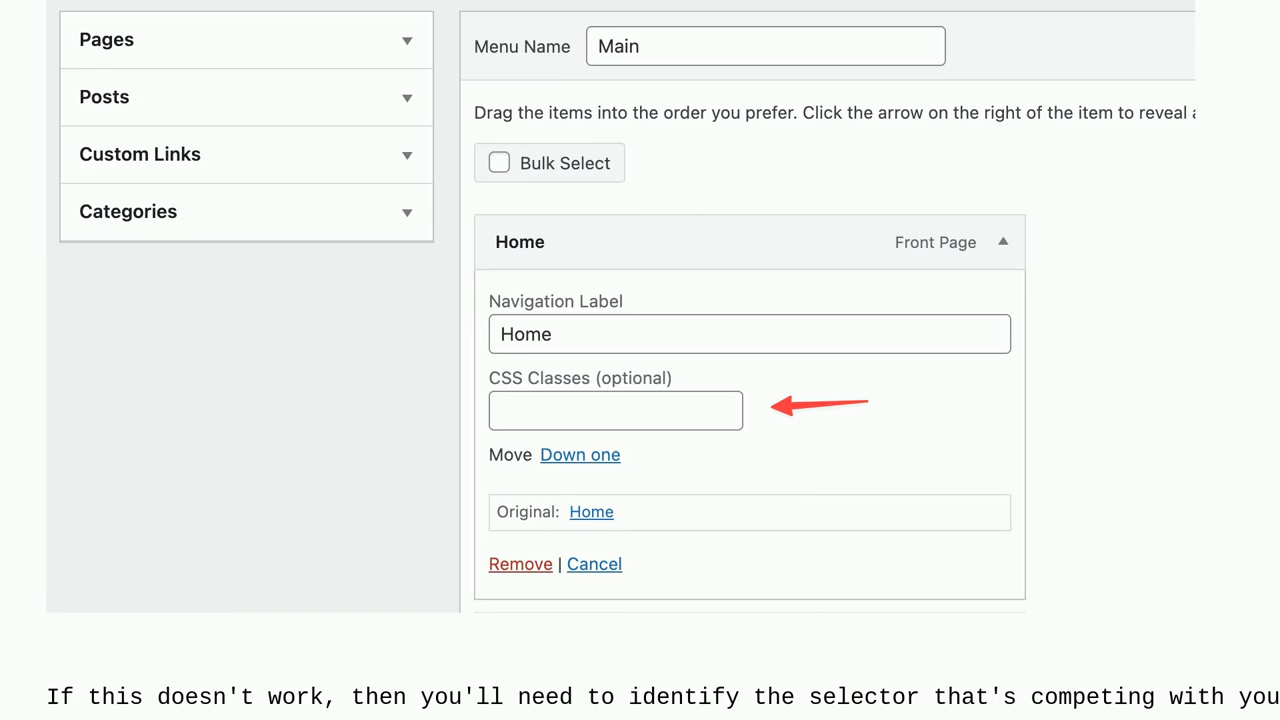 Pages
Posts
Custom Links
Categories
Menu Name Main
Drag the items into the order you prefer. Click the arrow on the right of the item to reveal
Bulk Select
Home Front Page
Navigation Label
Home
CSS Classes (optional)
Move Down one
Original: Home
Remove | Cancel
If this doesn't work, then you'll need to identify the selector that's competing with you